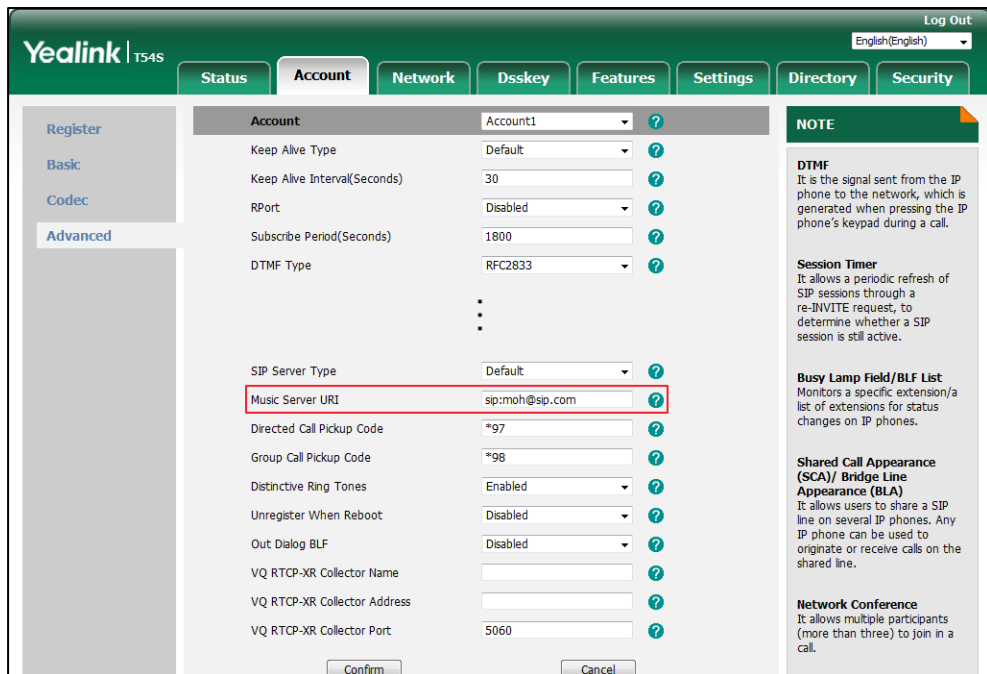 Log Out
English(English)
Yealink T54S
Status Account Network Dsskey Features Settings Directory Security
Register
Basic
Codec
Advanced
Account Account1 ?
Keep Alive Type Default ?
Keep Alive Interval(Seconds) 30 ?
RPort Disabled ?
Subscribe Period(Seconds) 1800 ?
DTMF Type RFC2833 ?
SIP Server Type Default ?
Music Server URI sip:moh@sip.com ?
Directed Call Pickup Code *97 ?
Group Call Pickup Code *98 ?
Distinctive Ring Tones Enabled ?
Unregister When Reboot Disabled ?
Out Dialog BLF Disabled ?
VQ RTCP-XR Collector Name ?
VQ RTCP-XR Collector Address ?
VQ RTCP-XR Collector Port 5060 ?
Confirm Cancel
NOTE
DTMF
It is the signal sent from the IP
phone to the network, which is
generated when pressing the IP
phone's keypad during a call.
Session Timer
It allows a periodic refresh of
SIP sessions through a
re-INVITE request, to
determine whether a SIP
session is still active.
Busy Lamp Field/BLF List
Monitors a specific extension/a
list of extensions for status
changes on IP phones.
Shared Call Appearance
(SCA)/ Bridge Line
Appearance (BLA)
It allows users to share a SIP
line on several IP phones. Any
IP phone can be used to
originate or receive calls on the
shared line.
Network Conference
It allows multiple participants
(more than three) to join in a
call.